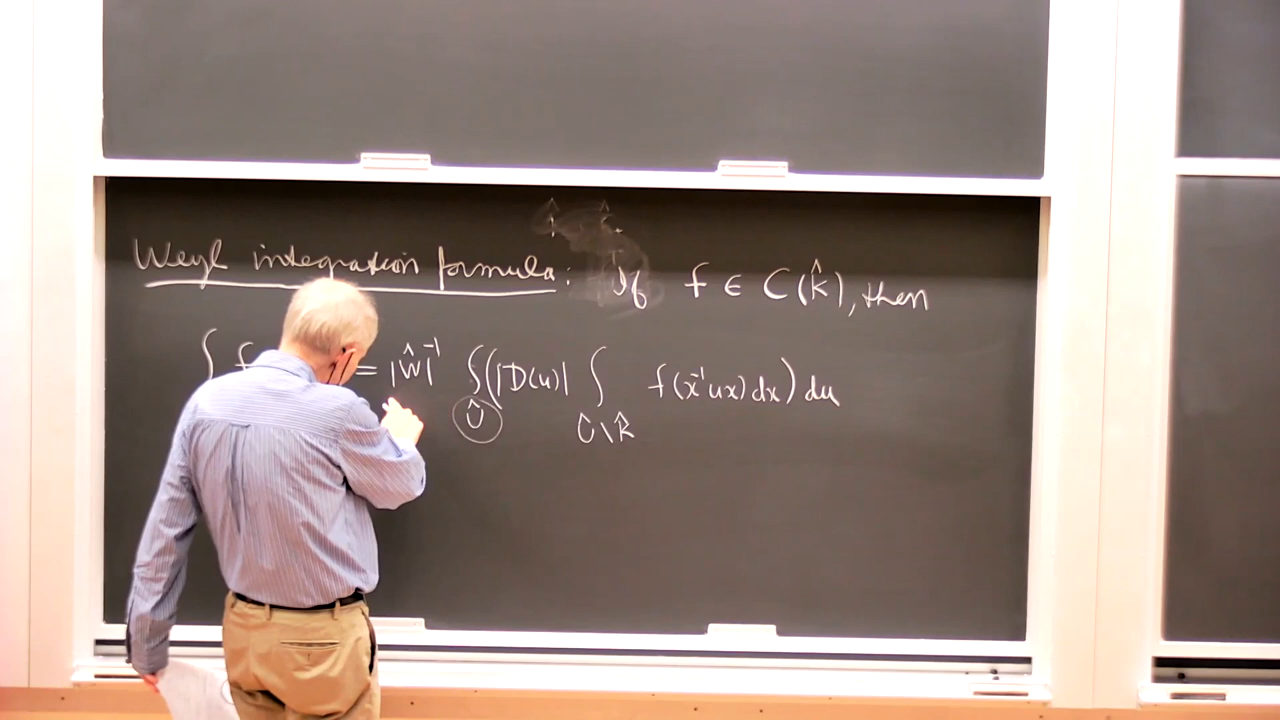 Weyl integration formula: If f ∈ C(K̂), then
∫ f = |Ŵ|⁻¹ ∫(|D(u)| ∫ f(x⁻¹ux)dx) du
Û Û\K̂